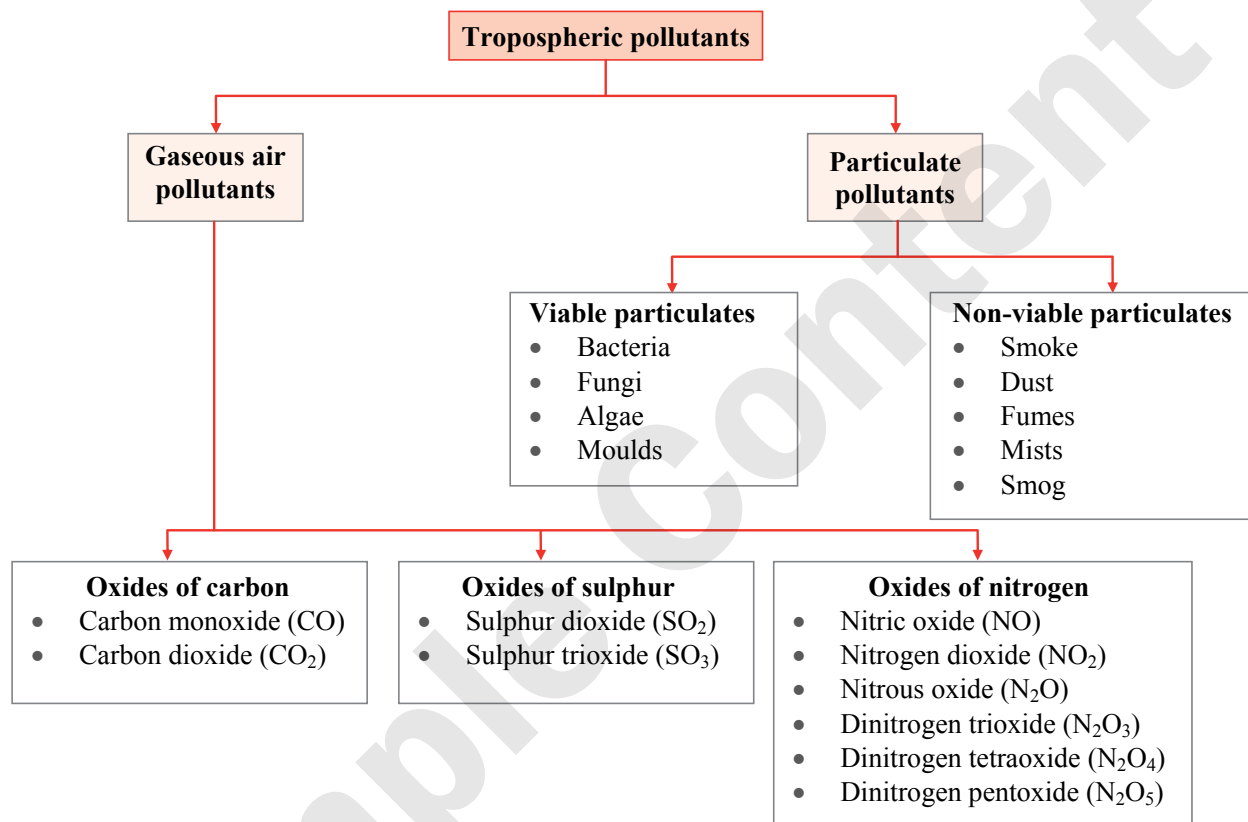 Tropospheric pollutants
Gaseous air
pollutants
Particulate
pollutants
Viable particulates
• Bacteria
• Fungi
• Algae
• Moulds
Non-viable particulates
• Smoke
• Dust
• Fumes
• Mists
• Smog
Oxides of carbon
• Carbon monoxide (CO)
• Carbon dioxide (CO₂)
Oxides of sulphur
• Sulphur dioxide (SO₂)
• Sulphur trioxide (SO₃)
Oxides of nitrogen
• Nitric oxide (NO)
• Nitrogen dioxide (NO₂)
• Nitrous oxide (N₂O)
• Dinitrogen trioxide (N₂O₃)
• Dinitrogen tetraoxide (N₂O₄)
• Dinitrogen pentoxide (N₂O₅)
Content